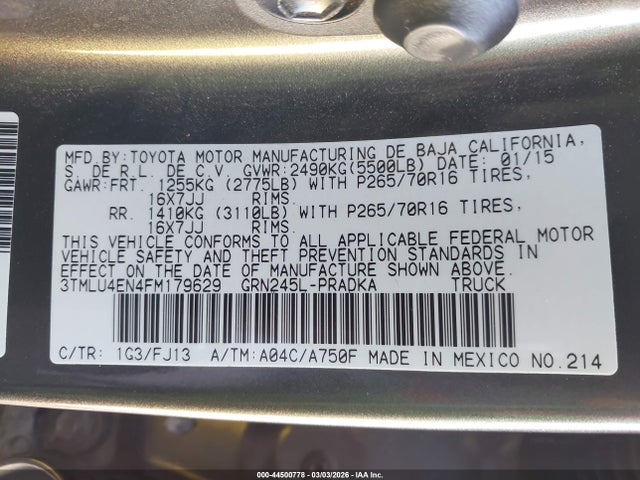 MFD.BY:TOYOTA MOTOR MANUFACTURING DE BAJA CALIFORNIA,
S. DE R.L. DE C.V. GVWR:2490KG(5500LB) DATE: 01/15
GAWR:FRT. 1255KG (2775LB) WITH P265/70R16 TIRES,
16X7JJ RIMS.
RR. 1410KG (3110LB) WITH P265/70R16 TIRES,
16X7JJ RIMS.
THIS VEHICLE CONFORMS TO ALL APPLICABLE FEDERAL MOTOR
VEHICLE SAFETY AND THEFT PREVENTION STANDARDS IN
EFFECT ON THE DATE OF MANUFACTURE SHOWN ABOVE.
3TMLU4EN4FM179629 GRN245L-PRADKA TRUCK
C/TR: 1G3/FJ13 A/TM:A04C/A750F MADE IN MEXICO NO.214
000-44500778 - 03/03/2026 - IAA Inc.